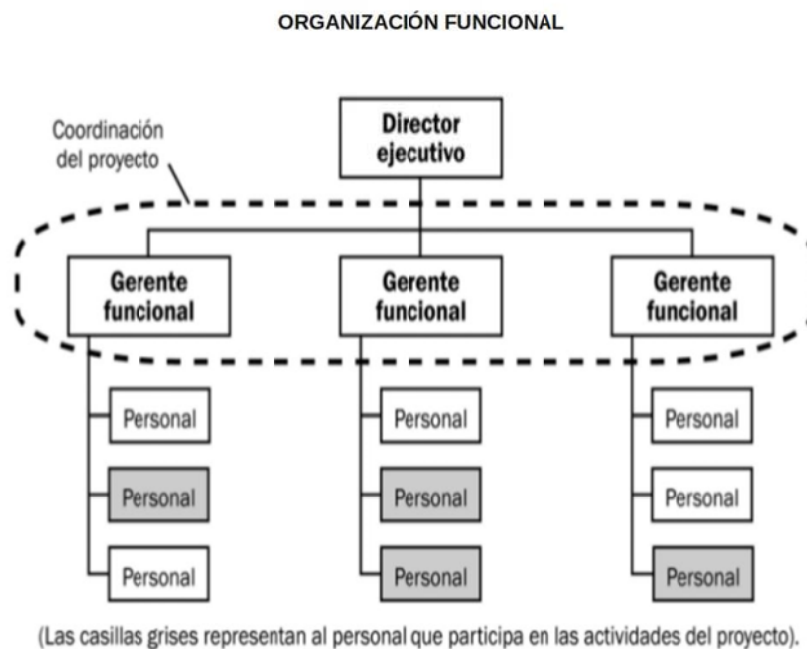 ORGANIZACIÓN FUNCIONAL
Coordinación
del proyecto
Director
ejecutivo
Gerente
funcional
Gerente
funcional
Gerente
funcional
Personal
Personal
Personal
Personal
Personal
Personal
Personal
Personal
Personal
(Las casillas grises representan al personal que participa en las actividades del proyecto).